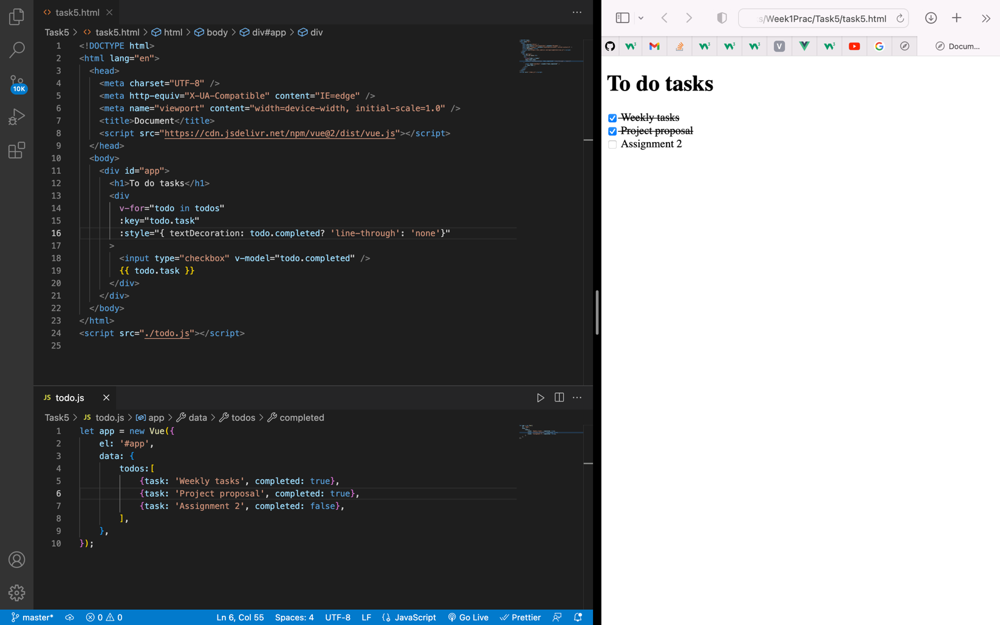 <> task5.html ×
Task5 > <> task5.html > html > body > div#app > div
1 <!DOCTYPE html>
2 <html lang="en">
3 <head>
4 <meta charset="UTF-8" />
5 <meta http-equiv="X-UA-Compatible" content="IE=edge" />
6 <meta name="viewport" content="width=device-width, initial-scale=1.0" />
7 <title>Document</title>
8 <script src="https://cdn.jsdelivr.net/npm/vue@2/dist/vue.js"></script>
9 </head>
10 <body>
11 <div id="app">
12 <h1>To do tasks</h1>
13 <div
14 v-for="todo in todos"
15 :key="todo.task"
16 :style="{ textDecoration: todo.completed? 'line-through': 'none'}"
17 >
18 <input type="checkbox" v-model="todo.completed" />
19 {{ todo.task }}
20 </div>
21 </div>
22 </body>
23 </html>
24 <script src="./todo.js"></script>
25
10K
JS todo.js ×
Task5 > JS todo.js > app > data > todos > completed
1 let app = new Vue({
2 el: '#app',
3 data: {
4 todos:[
5 {task: 'Weekly tasks', completed: true},
6 {task: 'Project proposal', completed: true},
7 {task: 'Assignment 2', completed: false},
8 ],
9 },
10 });
master* 0 0 Ln 6, Col 55 Spaces: 4 UTF-8 LF JavaScript Go Live Prettier
s/Week1Prac/Task5/task5.html
Docum...
To do tasks
Weekly tasks
Project proposal
Assignment 2